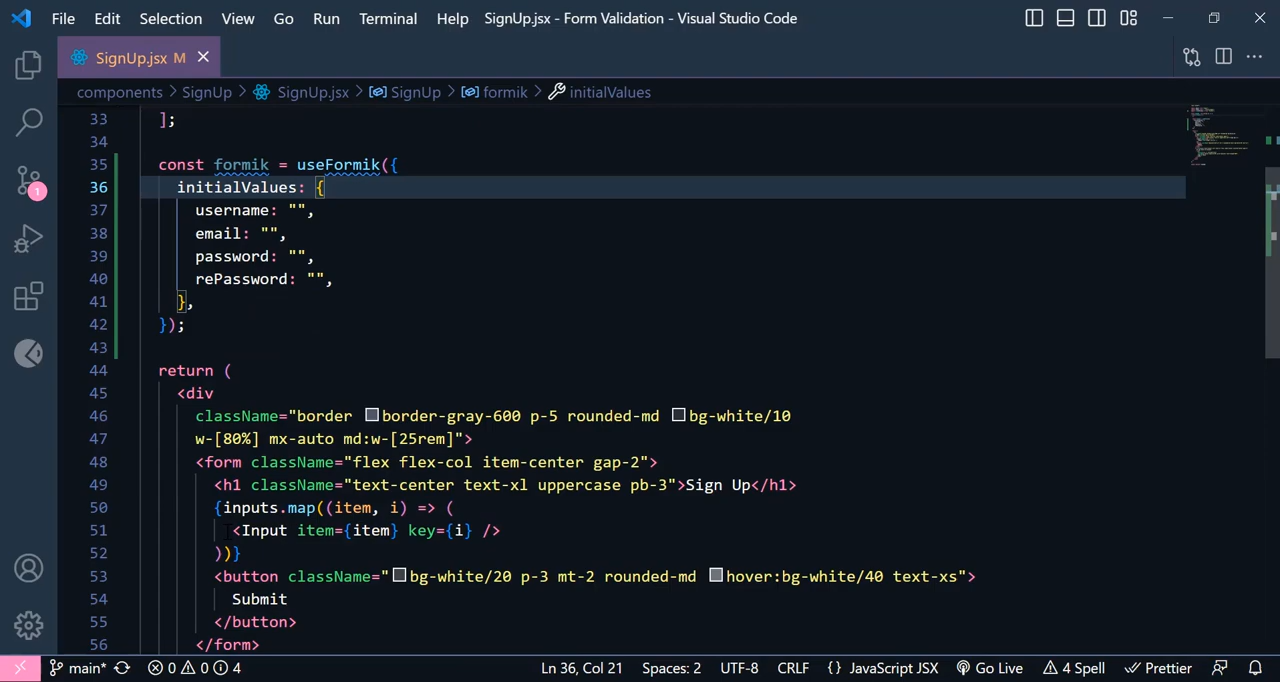 File Edit Selection View Go Run Terminal Help SignUp.jsx - Form Validation - Visual Studio Code
SignUp.jsx M
components > SignUp > SignUp.jsx > SignUp > formik > initialValues
33 ];
34
35 const formik = useFormik({
36 initialValues: {
37 username: "",
38 email: "",
39 password: "",
40 rePassword: "",
41 },
42 });
43
44 return (
45 <div
46 className="border border-gray-600 p-5 rounded-md bg-white/10
47 w-[80%] mx-auto md:w-[25rem]">
48 <form className="flex flex-col item-center gap-2">
49 <h1 className="text-center text-xl uppercase pb-3">Sign Up</h1>
50 {inputs.map((item, i) => (
51 <Input item={item} key={i} />
52 ))}
53 <button className="bg-white/20 p-3 mt-2 rounded-md hover:bg-white/40 text-xs">
54 Submit
55 </button>
56 </form>
1
main* 0 0 4 Ln 36, Col 21 Spaces: 2 UTF-8 CRLF {} JavaScript JSX Go Live 4 Spell Prettier